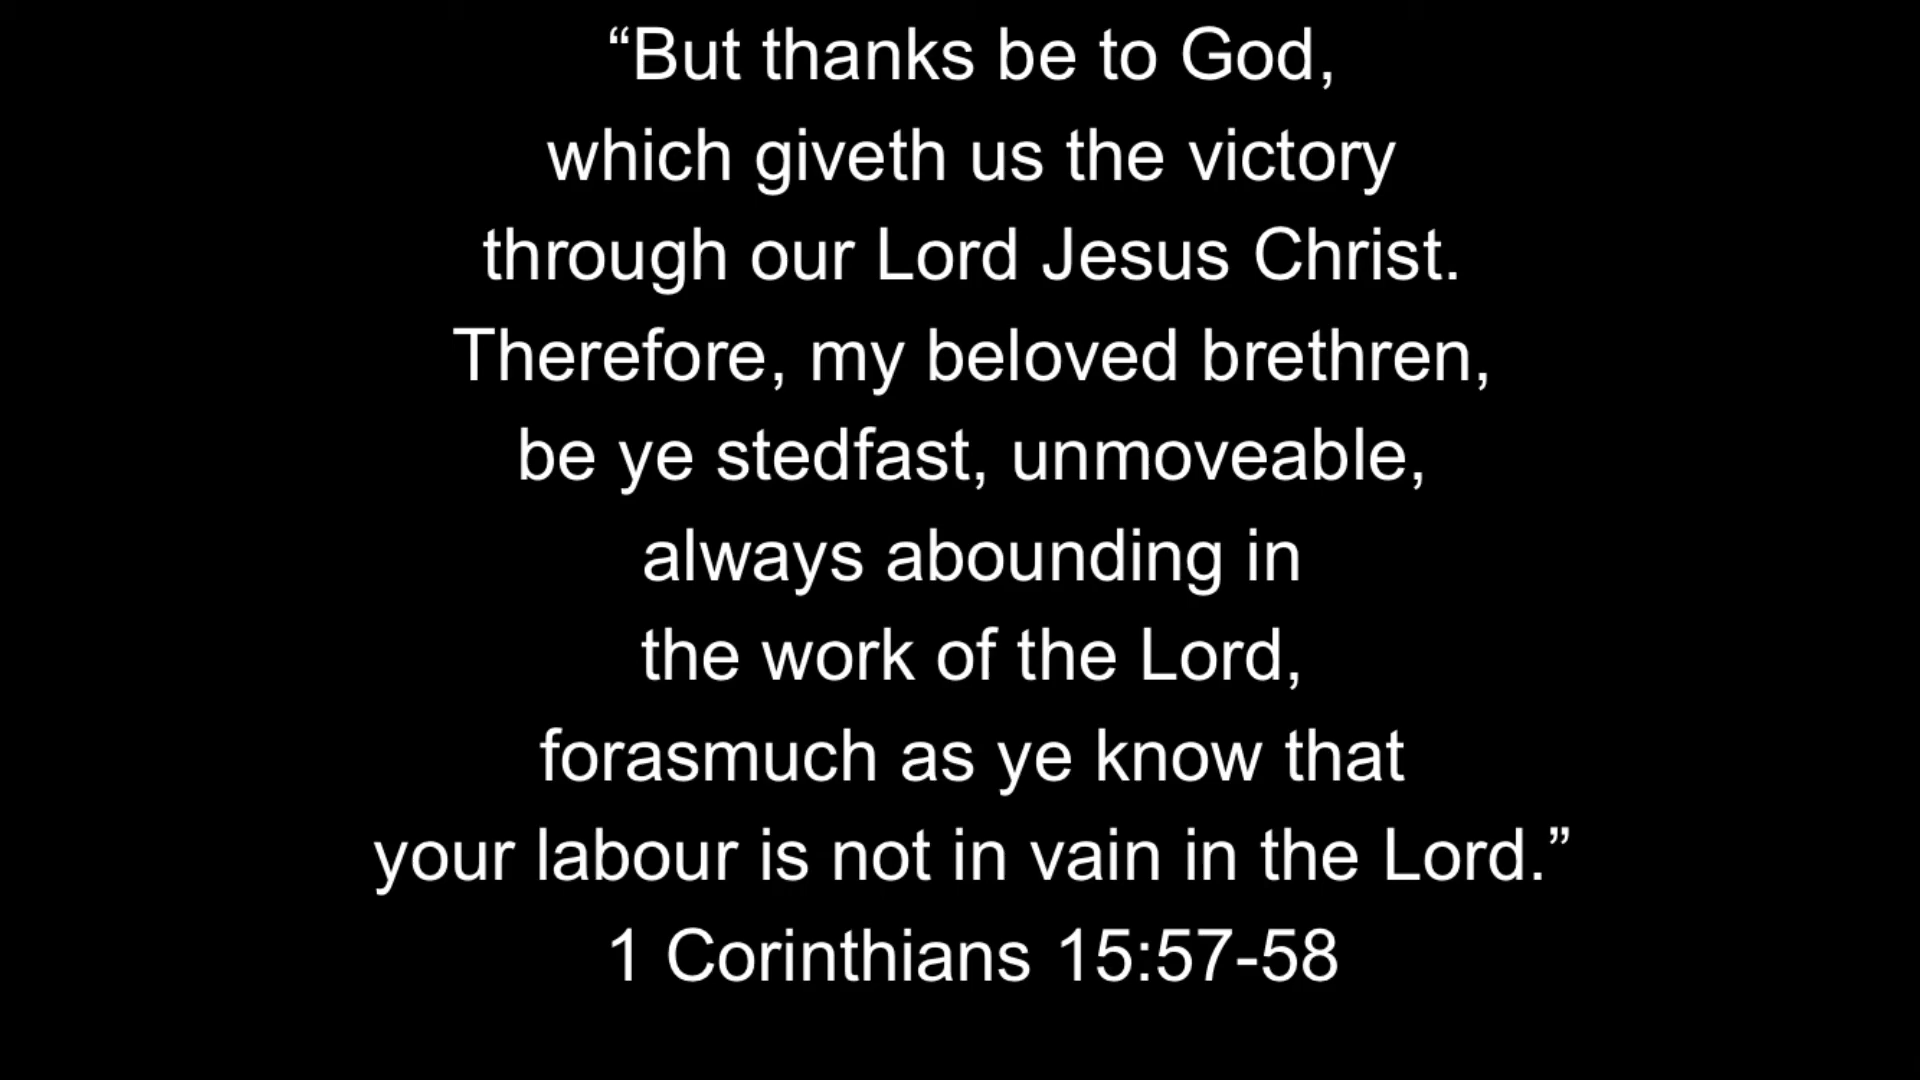 “But thanks be to God,
which giveth us the victory
through our Lord Jesus Christ.
Therefore, my beloved brethren,
be ye stedfast, unmoveable,
always abounding in
the work of the Lord,
forasmuch as ye know that
your labour is not in vain in the Lord.”
1 Corinthians 15:57-58